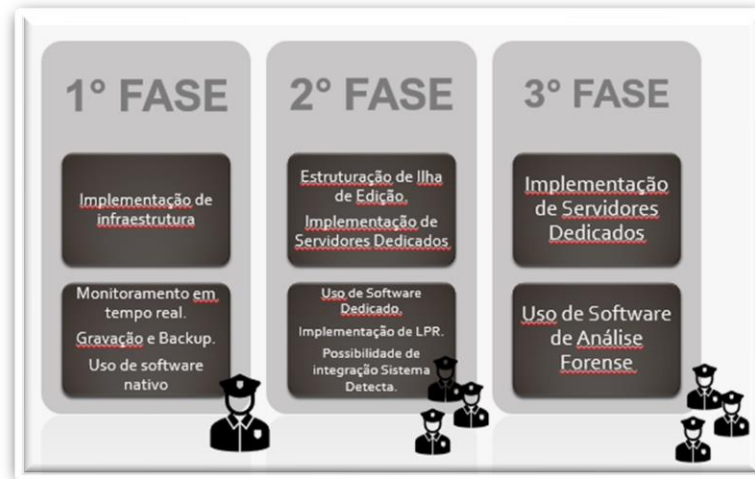 1° FASE
Implementação de
infraestrutura
Monitoramento em
tempo real.
Gravação e Backup.
Uso de software
nativo
2° FASE
Estruturação de Ilha
de Edição.
Implementação de
Servidores Dedicados
Uso de Software
Dedicado.
Implementação de LPR.
Possibilidade de
integração Sistema
Detecta.
3° FASE
Implementação
de Servidores
Dedicados
Uso de Software
de Análise
Forense